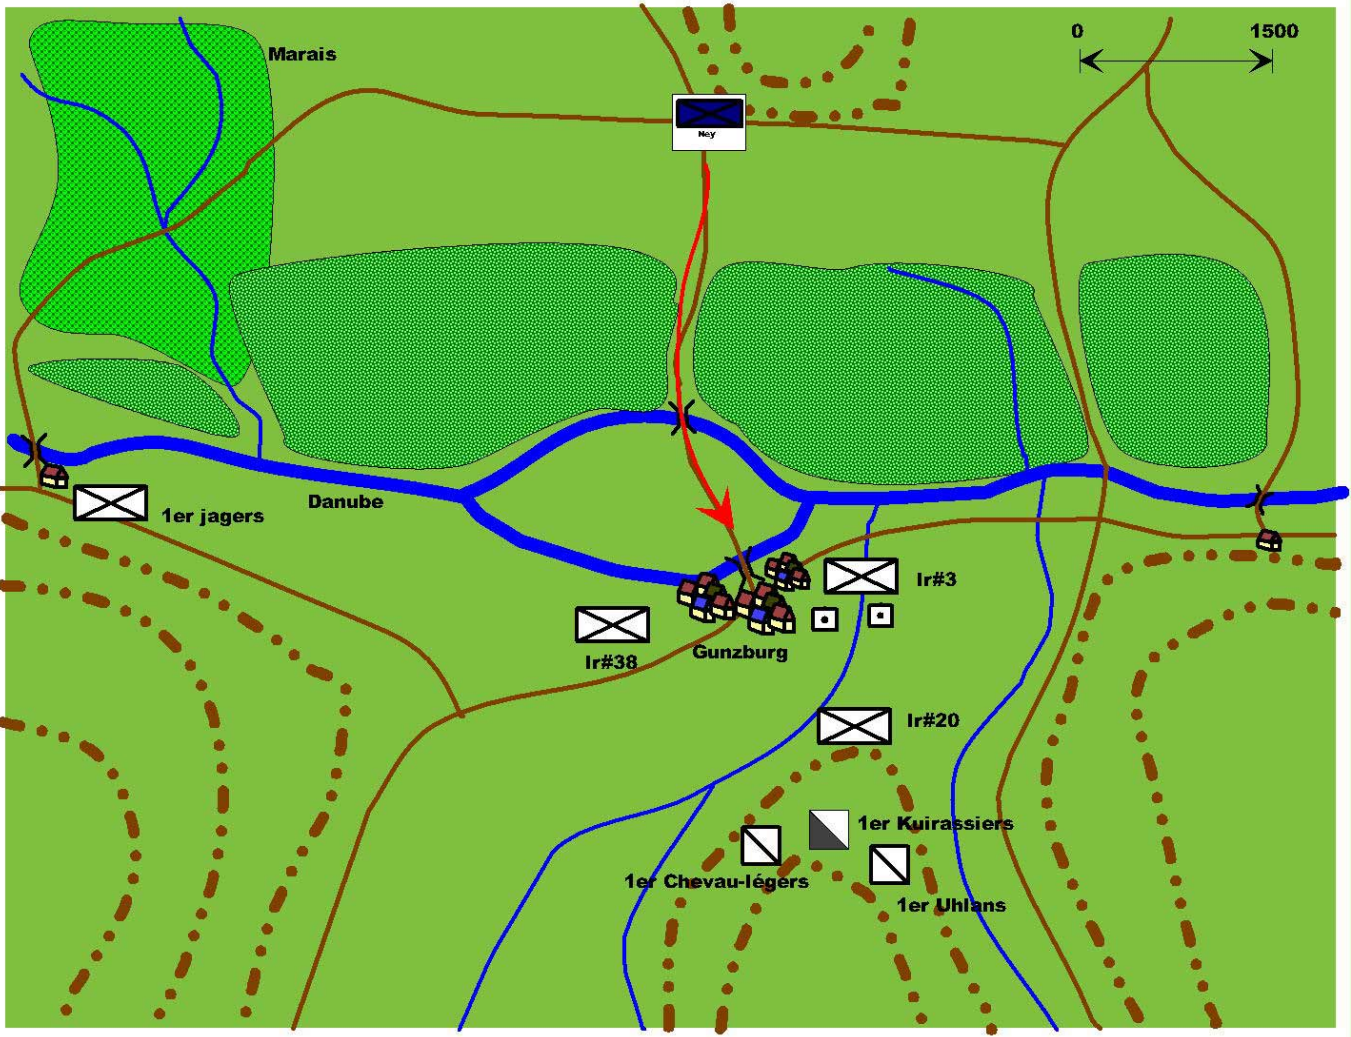 0 1500
Marais
Ney
Danube
1er jagers
Ir#3
Ir#38
Gunzburg
Ir#20
1er Kuirassiers
1er Chevau-légers
1er Uhlans